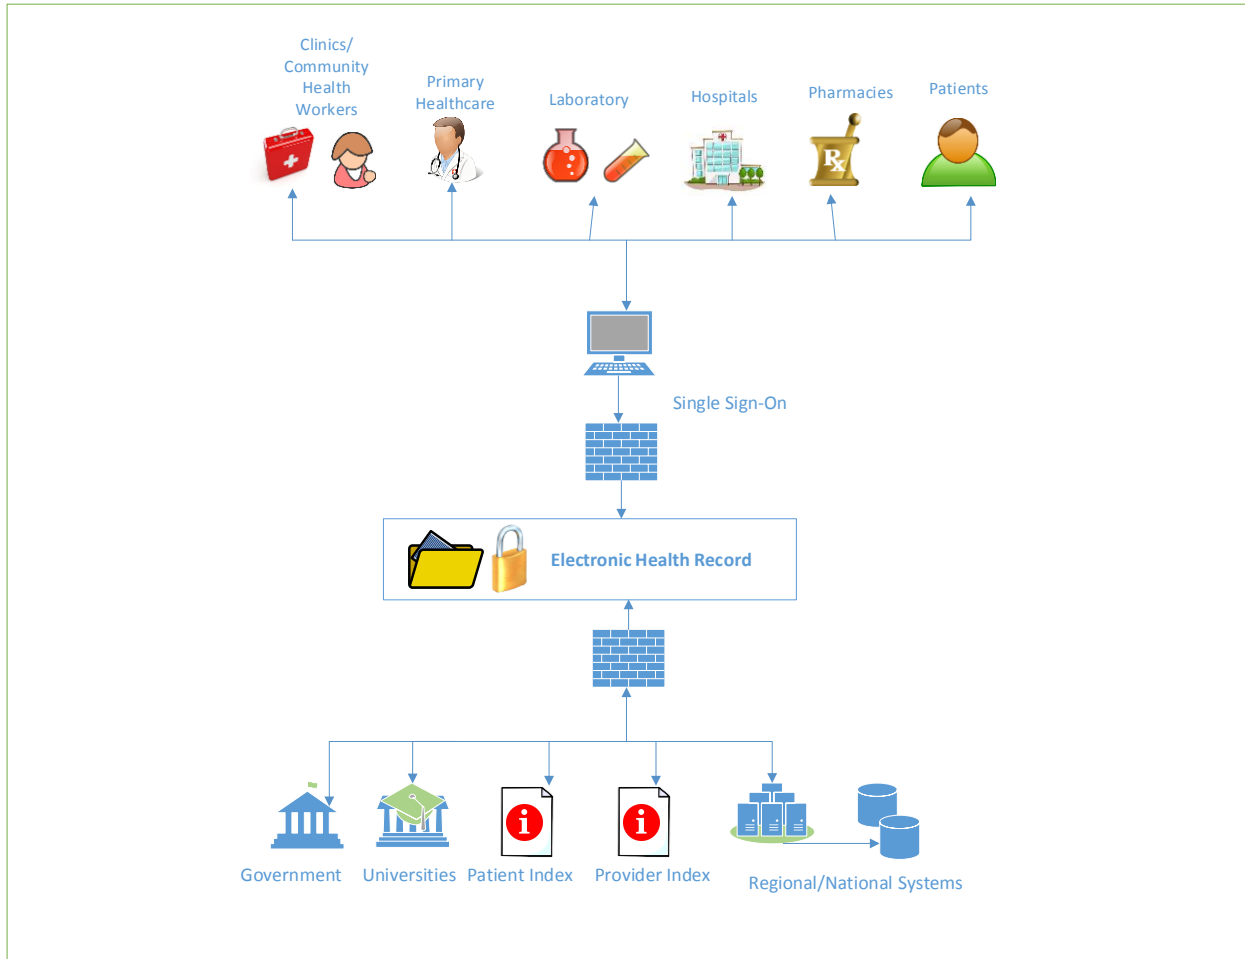 Clinics/
Community
Health
Workers
Primary
Healthcare
Laboratory
Hospitals
Pharmacies
Patients
Rx
Single Sign-On
Electronic Health Record
i
i
Government
Universities
Patient Index
Provider Index
Regional/National Systems